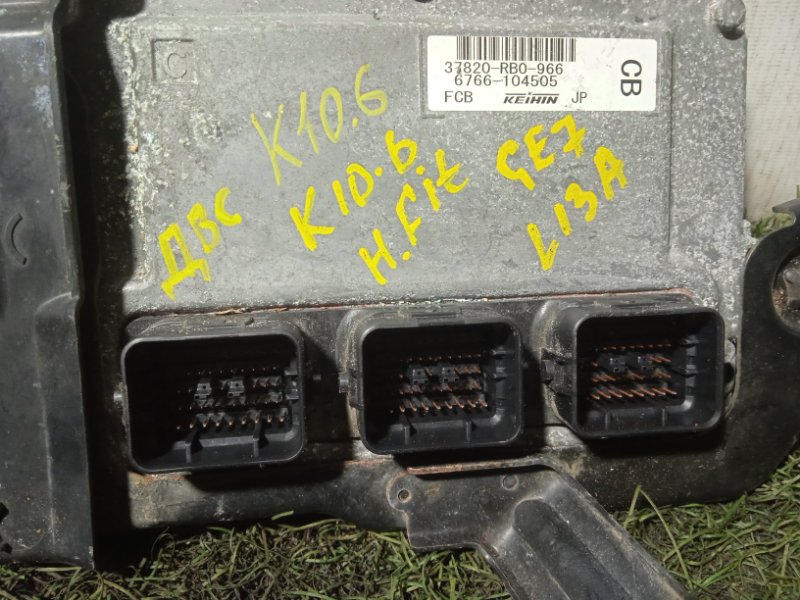 C
37820-RB0-966
6766-104505
FCB KEIHIN JP
CB
K10.6
ДВС K10.6.
H.Fit GE7
L13A